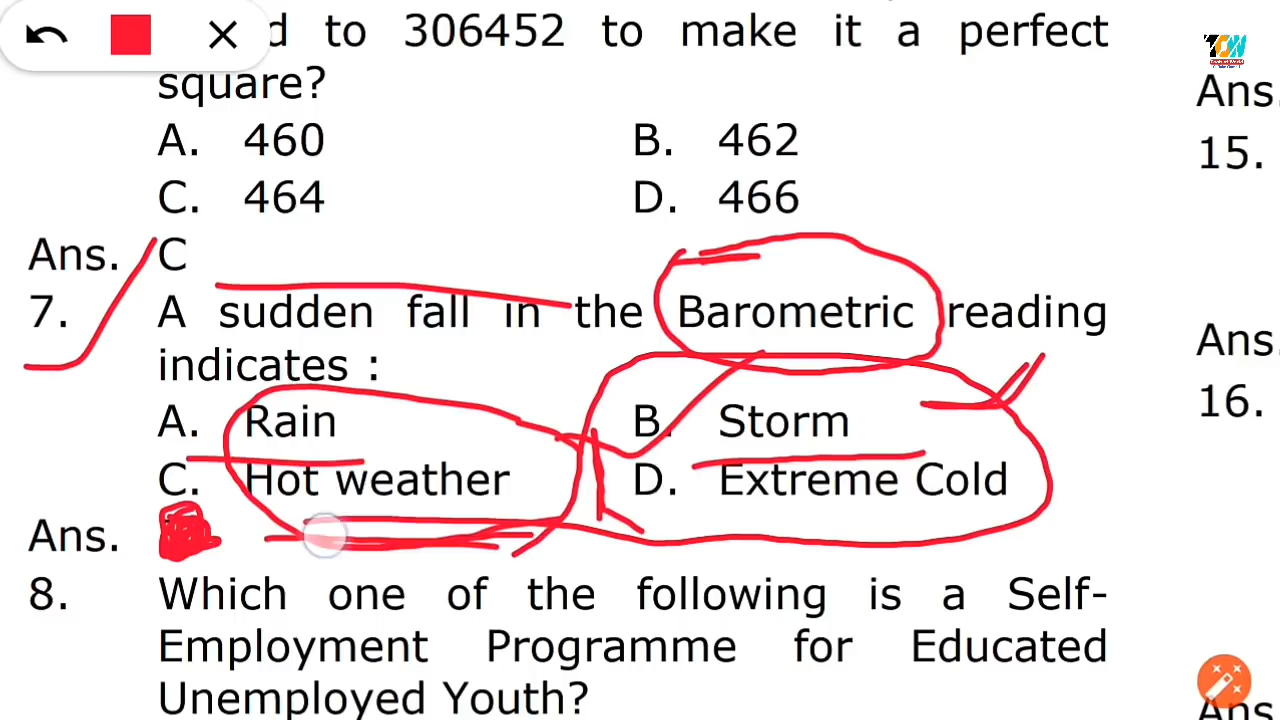 d to 306452 to make it a perfect
square?
A. 460 B. 462
C. 464 D. 466
Ans. C
7. A sudden fall in the Barometric reading
indicates :
A. Rain B. Storm
C. Hot weather D. Extreme Cold
Ans.
8. Which one of the following is a Self-
Employment Programme for Educated
Unemployed Youth?
TOW
Ans.
15.
Ans.
16.
Ans